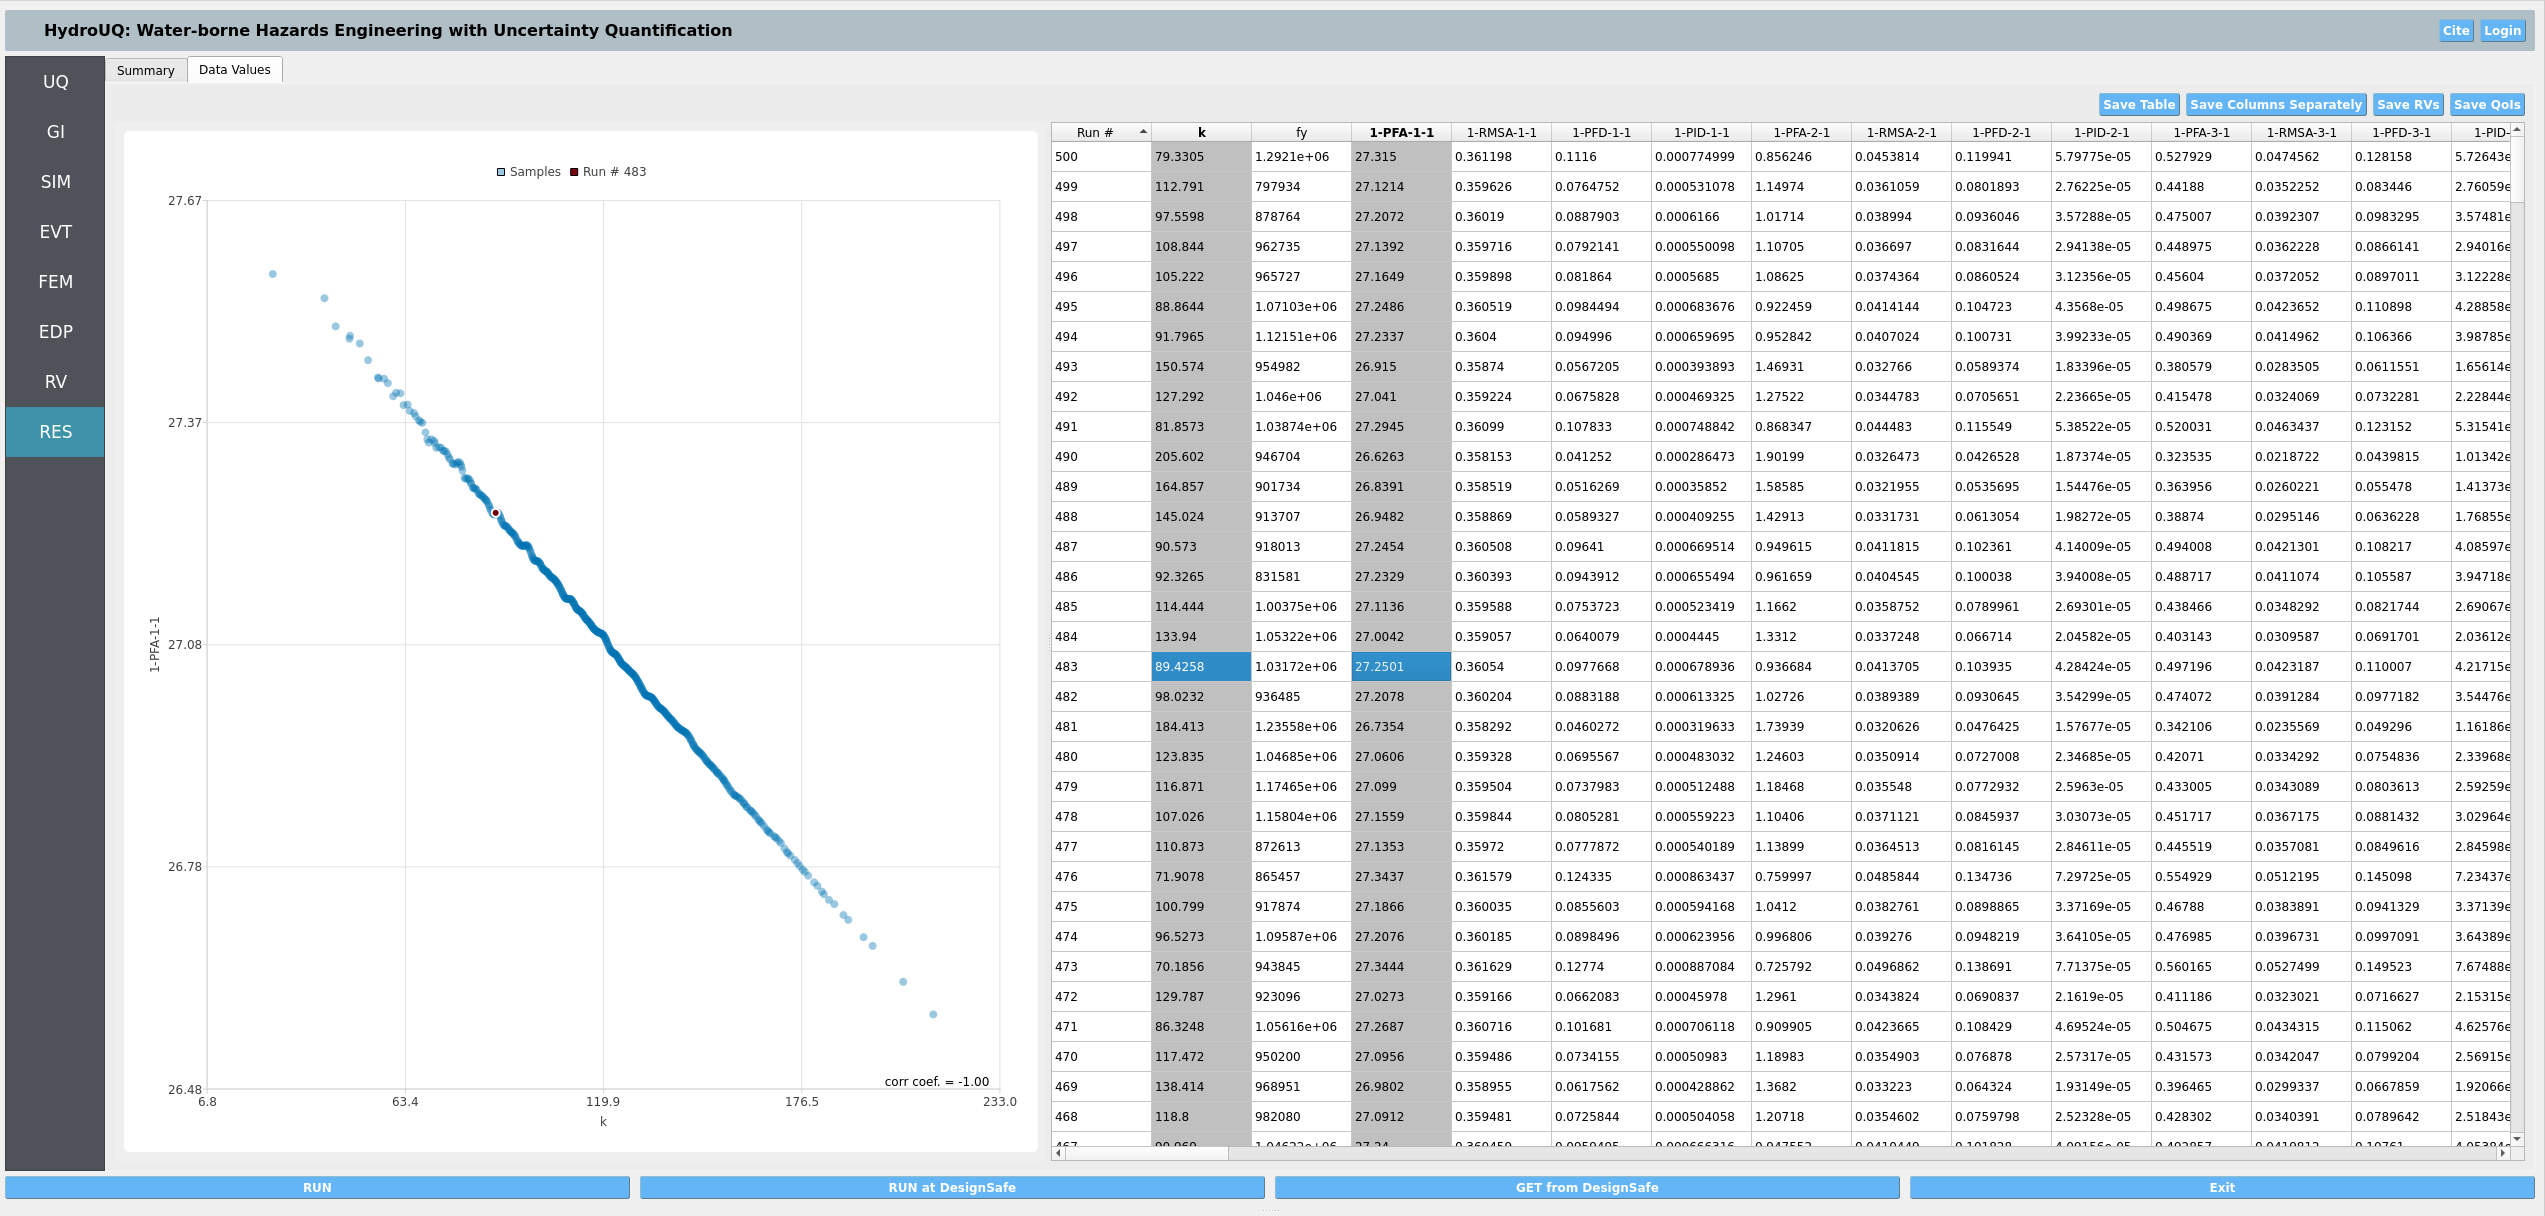 HydroUQ: Water-borne Hazards Engineering with Uncertainty Quantification
Cite Login
UQ
GI
SIM
EVT
FEM
EDP
RV
RES
Summary Data Values
Save Table Save Columns Separately Save RVs Save QoIs
Samples Run # 483
27.67
27.37
27.08
26.78
26.48
1-PFA-1-1
corr coef. = -1.00
6.8 63.4 119.9 176.5 233.0
k
Run # k fy 1-PFA-1-1 1-RMSA-1-1 1-PFD-1-1 1-PID-1-1 1-PFA-2-1 1-RMSA-2-1 1-PFD-2-1 1-PID-2-1 1-PFA-3-1 1-RMSA-3-1 1-PFD-3-1 1-PID-
500 79.3305 1.2921e+06 27.315 0.361198 0.1116 0.000774999 0.856246 0.0453814 0.119941 5.79775e-05 0.527929 0.0474562 0.128158 5.72643e
499 112.791 797934 27.1214 0.359626 0.0764752 0.000531078 1.14974 0.0361059 0.0801893 2.76225e-05 0.44188 0.0352252 0.083446 2.76059e
498 97.5598 878764 27.2072 0.36019 0.0887903 0.0006166 1.01714 0.038994 0.0936046 3.57288e-05 0.475007 0.0392307 0.0983295 3.57481e
497 108.844 962735 27.1392 0.359716 0.0792141 0.000550098 1.10705 0.036697 0.0831644 2.94138e-05 0.448975 0.0362228 0.0866141 2.94016e
496 105.222 965727 27.1649 0.359898 0.081864 0.0005685 1.08625 0.0374364 0.0860524 3.12356e-05 0.45604 0.0372052 0.0897011 3.12228e
495 88.8644 1.07103e+06 27.2486 0.360519 0.0984494 0.000683676 0.922459 0.0414144 0.104723 4.3568e-05 0.498675 0.0423652 0.110898 4.28858e
494 91.7965 1.12151e+06 27.2337 0.3604 0.094996 0.000659695 0.952842 0.0407024 0.100731 3.99233e-05 0.490369 0.0414962 0.106366 3.98785e
493 150.574 954982 26.915 0.35874 0.0567205 0.000393893 1.46931 0.032766 0.0589374 1.83396e-05 0.380579 0.0283505 0.0611551 1.65614e
492 127.292 1.046e+06 27.041 0.359224 0.0675828 0.000469325 1.27522 0.0344783 0.0705651 2.23665e-05 0.415478 0.0324069 0.0732281 2.22844e
491 81.8573 1.03874e+06 27.2945 0.36099 0.107833 0.000748842 0.868347 0.044483 0.115549 5.38522e-05 0.520031 0.0463437 0.123152 5.31541e
490 205.602 946704 26.6263 0.358153 0.041252 0.000286473 1.90199 0.0326473 0.0426528 1.87374e-05 0.323535 0.0218722 0.0439815 1.01342e
489 164.857 901734 26.8391 0.358519 0.0516269 0.00035852 1.58585 0.0321955 0.0535695 1.54476e-05 0.363956 0.0260221 0.055478 1.41373e
488 145.024 913707 26.9482 0.358869 0.0589327 0.000409255 1.42913 0.0331731 0.0613054 1.98272e-05 0.38874 0.0295146 0.0636228 1.76855e
487 90.573 918013 27.2454 0.360508 0.09641 0.000669514 0.949615 0.0411815 0.102361 4.14009e-05 0.494008 0.0421301 0.108217 4.08597e
486 92.3265 831581 27.2329 0.360393 0.0943912 0.000655494 0.961659 0.0404545 0.100038 3.94008e-05 0.488717 0.0411074 0.105587 3.94718e
485 114.444 1.00375e+06 27.1136 0.359588 0.0753723 0.000523419 1.1662 0.0358752 0.0789961 2.69301e-05 0.438466 0.0348292 0.0821744 2.69067e
484 133.94 1.05322e+06 27.0042 0.359057 0.0640079 0.0004445 1.3312 0.0337248 0.066714 2.04582e-05 0.403143 0.0309587 0.0691701 2.03612e
483 89.4258 1.03172e+06 27.2501 0.36054 0.0977668 0.000678936 0.936684 0.0413705 0.103935 4.28424e-05 0.497196 0.0423187 0.110007 4.21715e
482 98.0232 936485 27.2078 0.360204 0.0883188 0.000613325 1.02726 0.0389389 0.0930645 3.54299e-05 0.474072 0.0391284 0.0977182 3.54476e
481 184.413 1.23558e+06 26.7354 0.358292 0.0460272 0.000319633 1.73939 0.0320626 0.0476425 1.57677e-05 0.342106 0.0235569 0.049296 1.16186e
480 123.835 1.04685e+06 27.0606 0.359328 0.0695567 0.000483032 1.24603 0.0350914 0.0727008 2.34685e-05 0.42071 0.0334292 0.0754836 2.33968e
479 116.871 1.17465e+06 27.099 0.359504 0.0737983 0.000512488 1.18468 0.035548 0.0772932 2.5963e-05 0.433005 0.0343089 0.0803613 2.59259e
478 107.026 1.15804e+06 27.1559 0.359844 0.0805281 0.000559223 1.10406 0.0371121 0.0845937 3.03073e-05 0.451717 0.0367175 0.0881432 3.02964e
477 110.873 872613 27.1353 0.35972 0.0777872 0.000540189 1.13899 0.0364513 0.0816145 2.84611e-05 0.445519 0.0357081 0.0849616 2.84598e
476 71.9078 865457 27.3437 0.361579 0.124335 0.000863437 0.759997 0.0485844 0.134736 7.29725e-05 0.554929 0.0512195 0.145098 7.23437e
475 100.799 917874 27.1866 0.360035 0.0855603 0.000594168 1.0412 0.0382761 0.0898865 3.37169e-05 0.46788 0.0383891 0.0941329 3.37139e
474 96.5273 1.09587e+06 27.2076 0.360185 0.0898496 0.000623956 0.996806 0.039276 0.0948219 3.64105e-05 0.476985 0.0396731 0.0997091 3.64389e
473 70.1856 943845 27.3444 0.361629 0.12774 0.000887084 0.725792 0.0496862 0.138691 7.71375e-05 0.560165 0.0527499 0.149523 7.67488e
472 129.787 923096 27.0273 0.359166 0.0662083 0.00045978 1.2961 0.0343824 0.0690837 2.1619e-05 0.411186 0.0323021 0.0716627 2.15315e
471 86.3248 1.05616e+06 27.2687 0.360716 0.101681 0.000706118 0.909905 0.0423665 0.108429 4.69524e-05 0.504675 0.0434315 0.115062 4.62576e
470 117.472 950200 27.0956 0.359486 0.0734155 0.00050983 1.18983 0.0354903 0.076878 2.57317e-05 0.431573 0.0342047 0.0799204 2.56915e
469 138.414 968951 26.9802 0.358955 0.0617562 0.000428862 1.3682 0.033223 0.064324 1.93149e-05 0.396465 0.0299337 0.0667859 1.92066e
468 118.8 982080 27.0912 0.359481 0.0725844 0.000504058 1.20718 0.0354602 0.0759798 2.52328e-05 0.428302 0.0340391 0.0789642 2.51843e
RUN RUN at DesignSafe GET from DesignSafe Exit